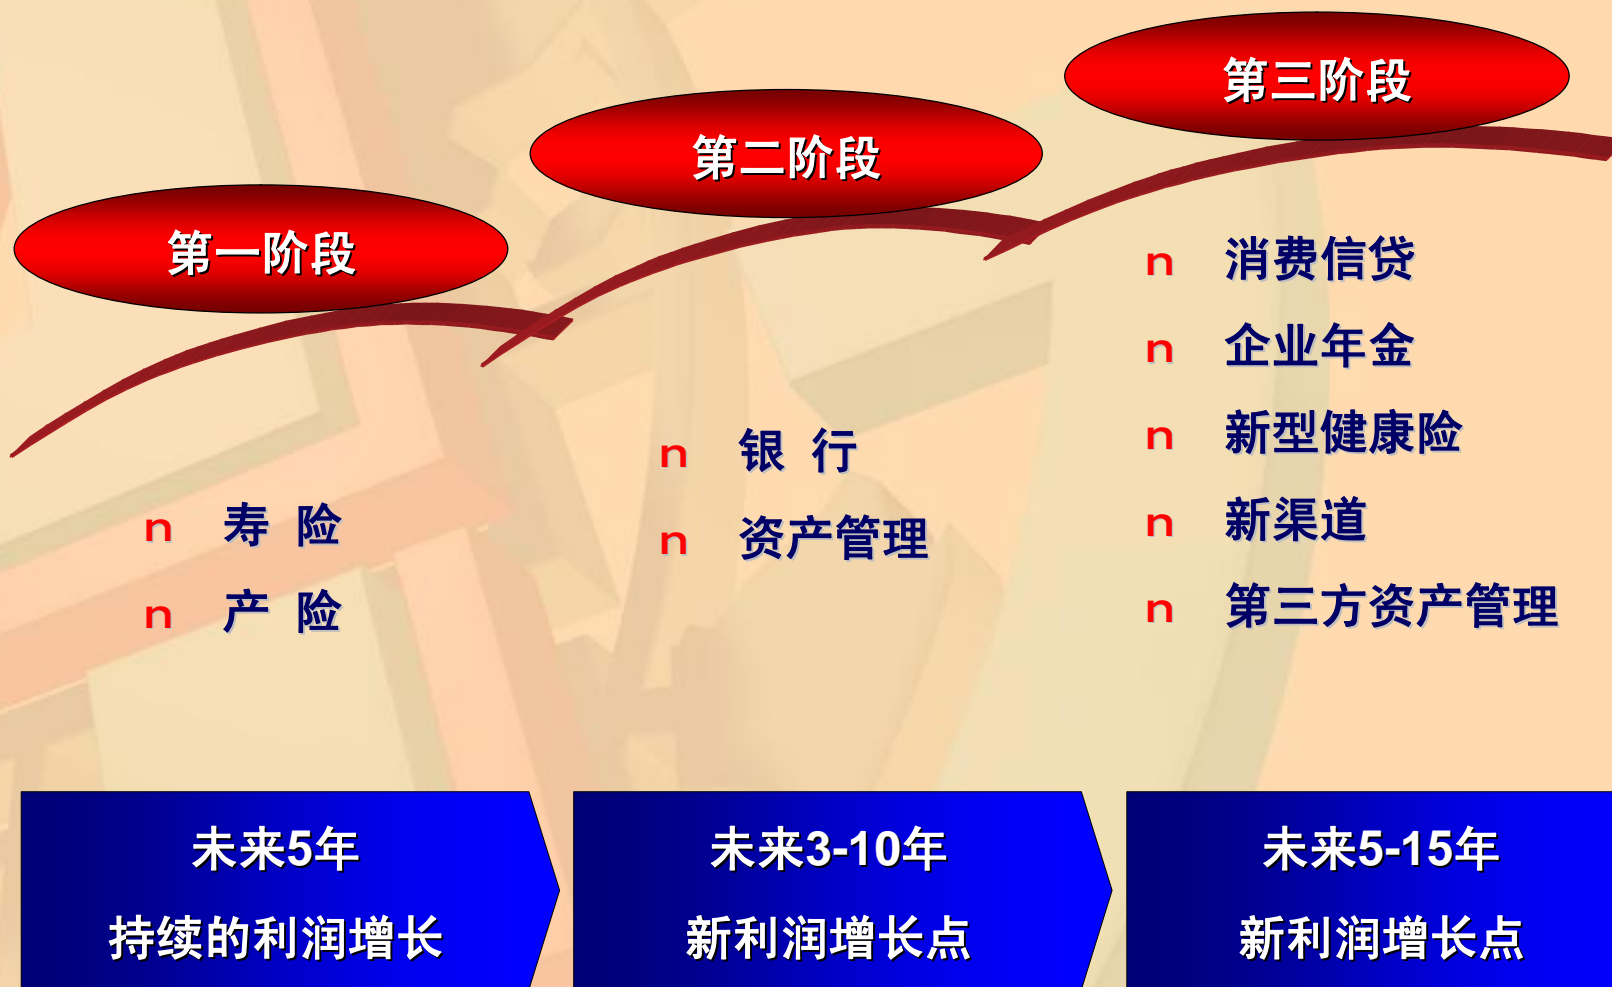 第一阶段
n 寿 险
n 产 险
未来5年
持续的利润增长
第二阶段
n 银 行
n 资产管理
未来3-10年
新利润增长点
第三阶段
n 消费信贷
n 企业年金
n 新型健康险
n 新渠道
n 第三方资产管理
未来5-15年
新利润增长点